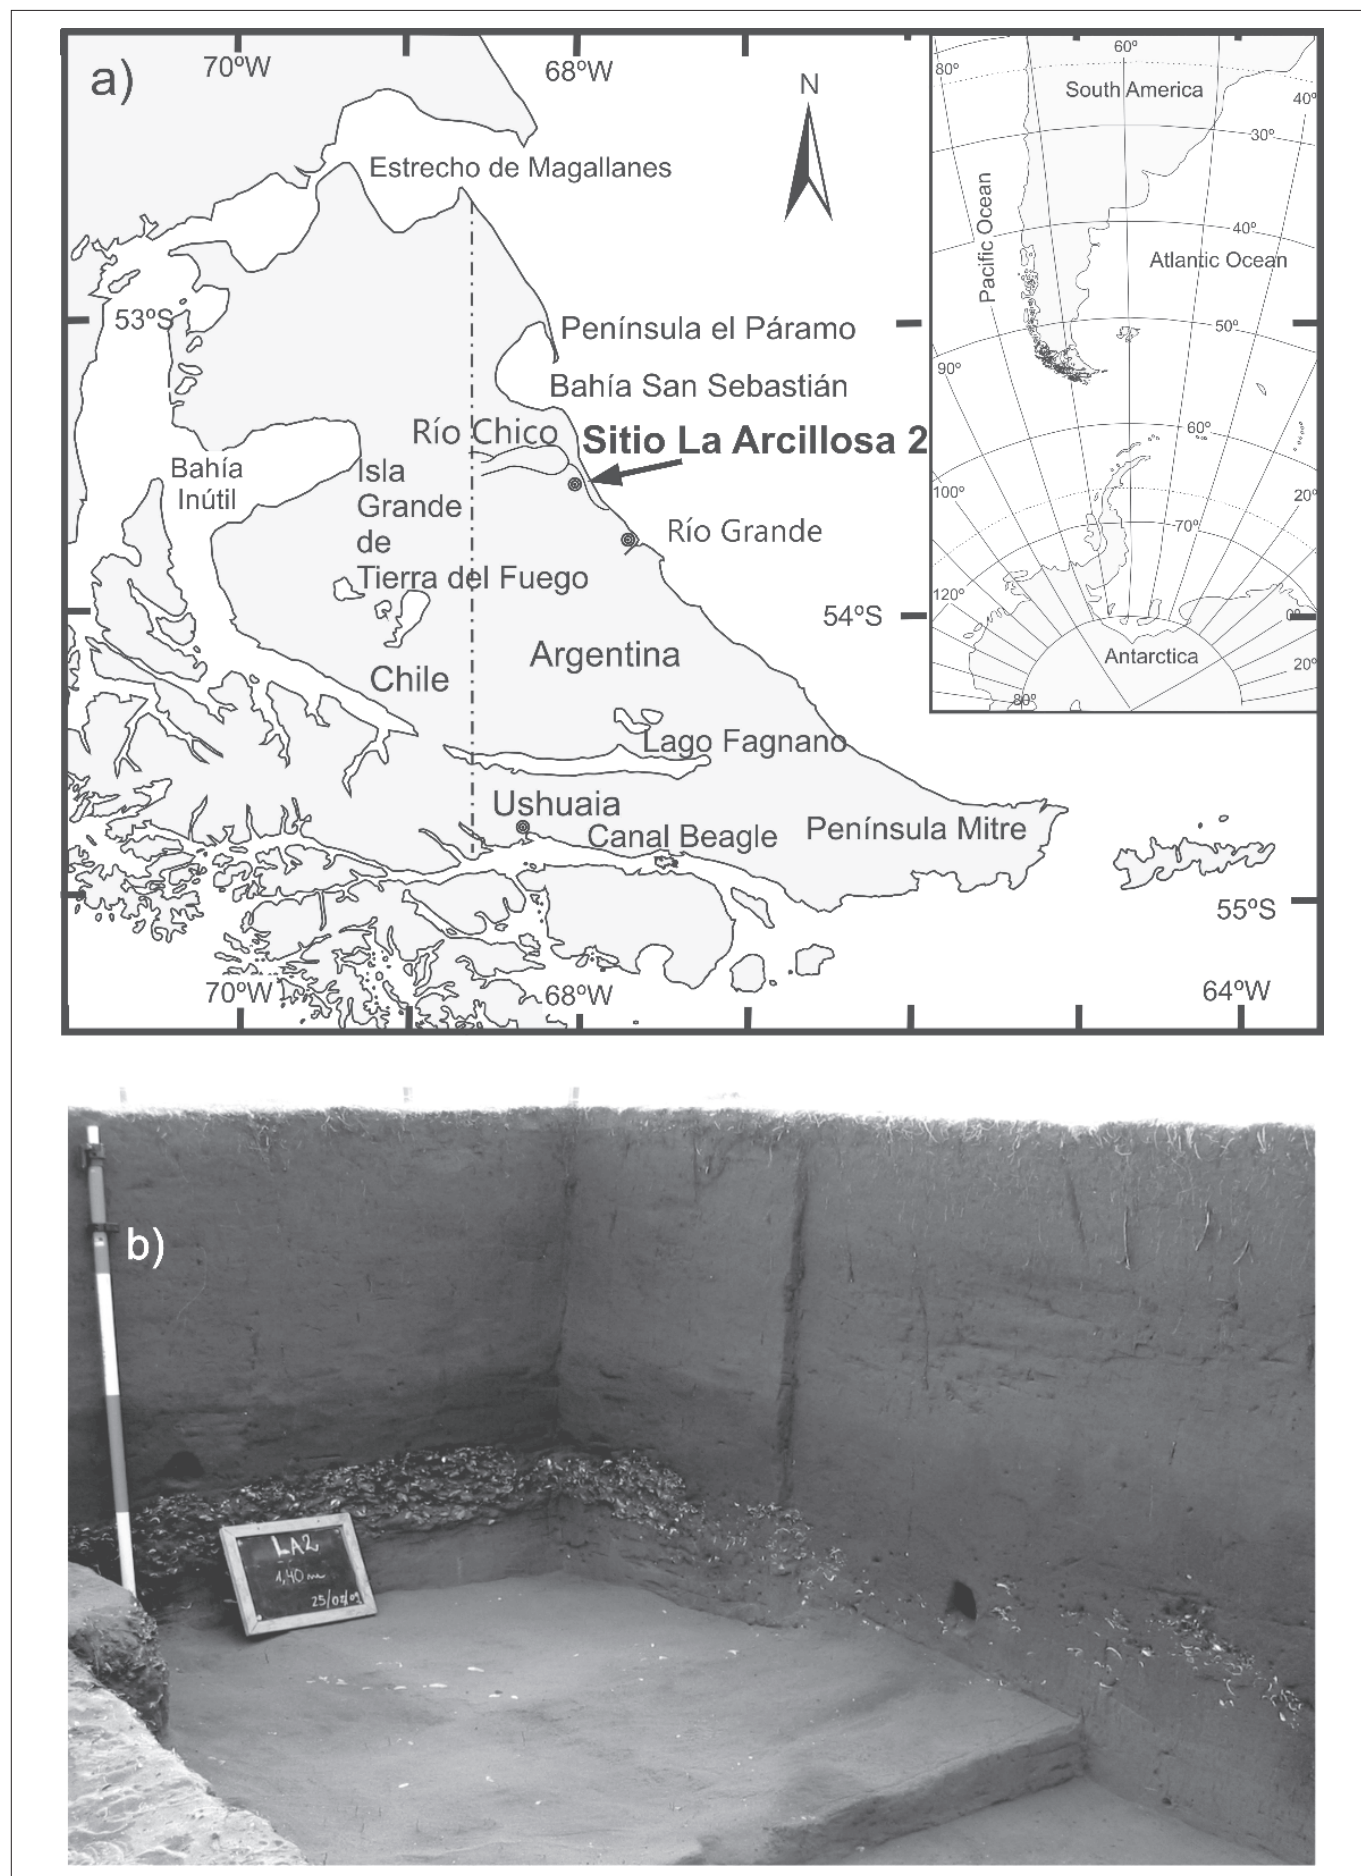 a)
70ºW
68ºW
N
Estrecho de Magallanes
53ºS
Península el Páramo
Bahía San Sebastián
Río Chico
Sitio La Arcillosa 2
Bahía
Inútil
Isla
Grande
de
Tierra del Fuego
Río Grande
54ºS
Argentina
Chile
Lago Fagnano
Ushuaia
Canal Beagle
Península Mitre
55ºS
70ºW
68ºW
64ºW
60º
80º
South America
40º
30º
Pacific Ocean
40º
Atlantic Ocean
50º
90º
60º
100º
20º
70º
120º
0º
Antarctica
20º
80º
b)
LA2
1,40 m